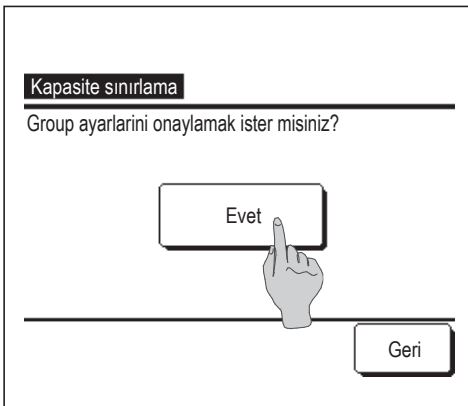 Kapasite sınırlama
Group ayarlarini onaylamak ister misiniz?
Evet
Geri